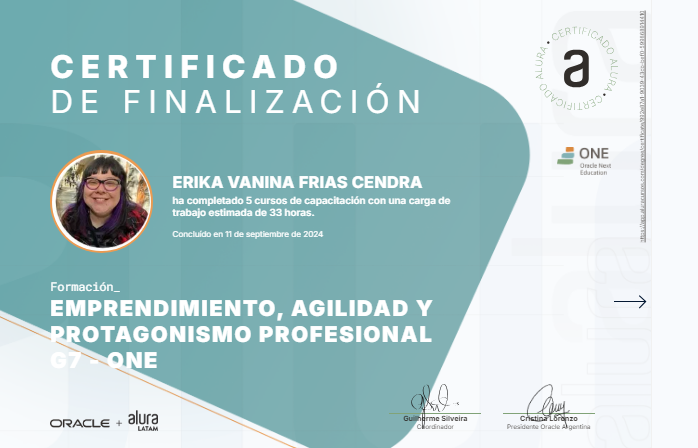 CERTIFICADO
DE FINALIZACIÓN
ERIKA VANINA FRIAS CENDRA
ha completado 5 cursos de capacitación con una carga de
trabajo estimada de 33 horas.
Concluído en 11 de septiembre de 2024
Formación_
EMPRENDIMIENTO, AGILIDAD Y
PROTAGONISMO PROFESIONAL
G7 - ONE
ORACLE + alura
LATAM
Guilherme Silveira
Coordinador
Cristina Lorenzo
Presidente Oracle Argentina
CERTIFICADO ALURA • CERTIFICADO ALURA •
a
ONE
Oracle Next
Education
alura